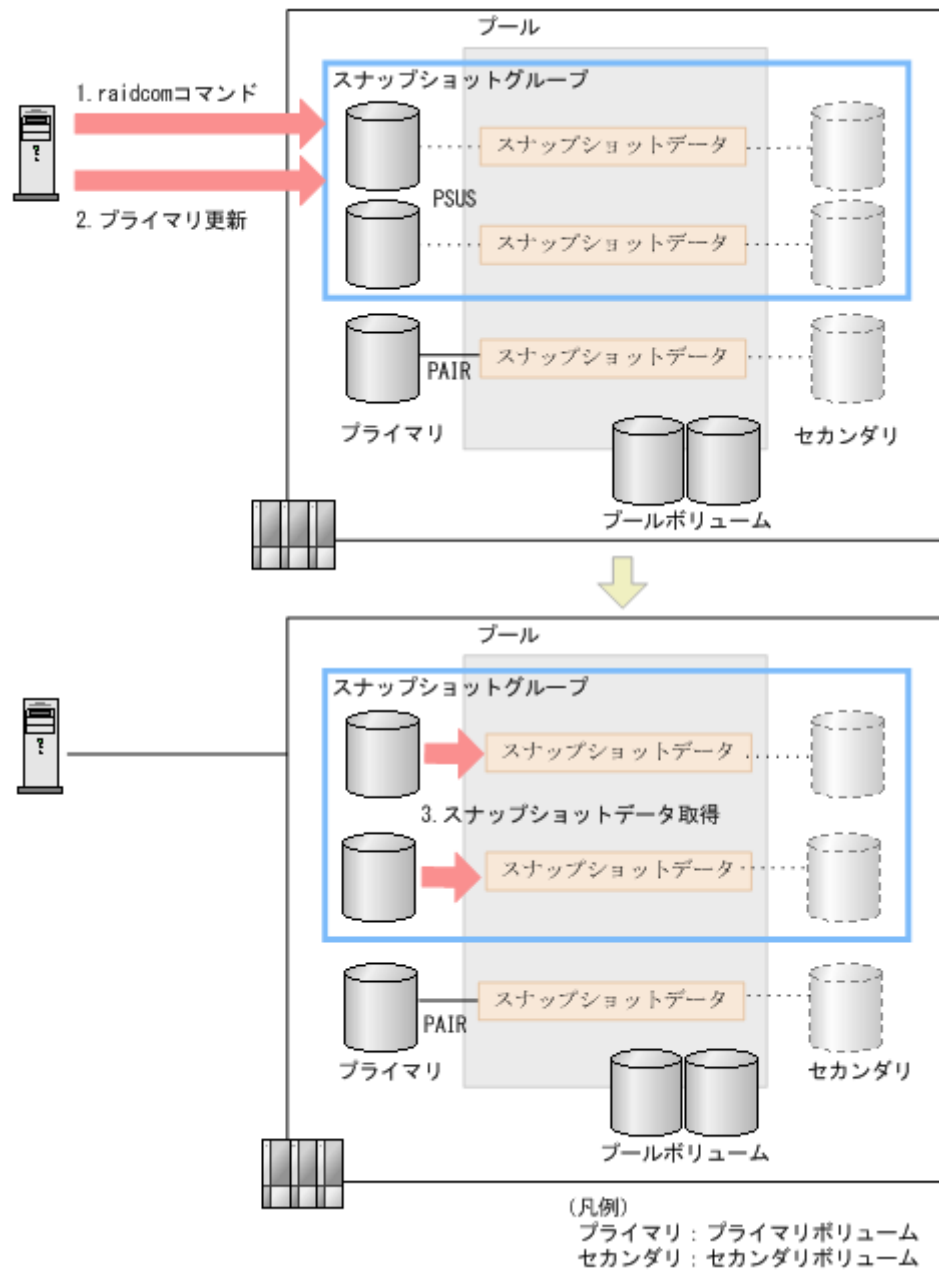 プール
スナップショットグループ
1.raidcomコマンド
スナップショットデータ
PSUS
2.プライマリ更新
スナップショットデータ
スナップショットデータ
PAIR
プライマリ
セカンダリ
プールボリューム
プール
スナップショットグループ
スナップショットデータ
3.スナップショットデータ取得
スナップショットデータ
スナップショットデータ
PAIR
プライマリ
セカンダリ
プールボリューム
(凡例)
プライマリ：プライマリボリューム
セカンダリ：セカンダリボリューム